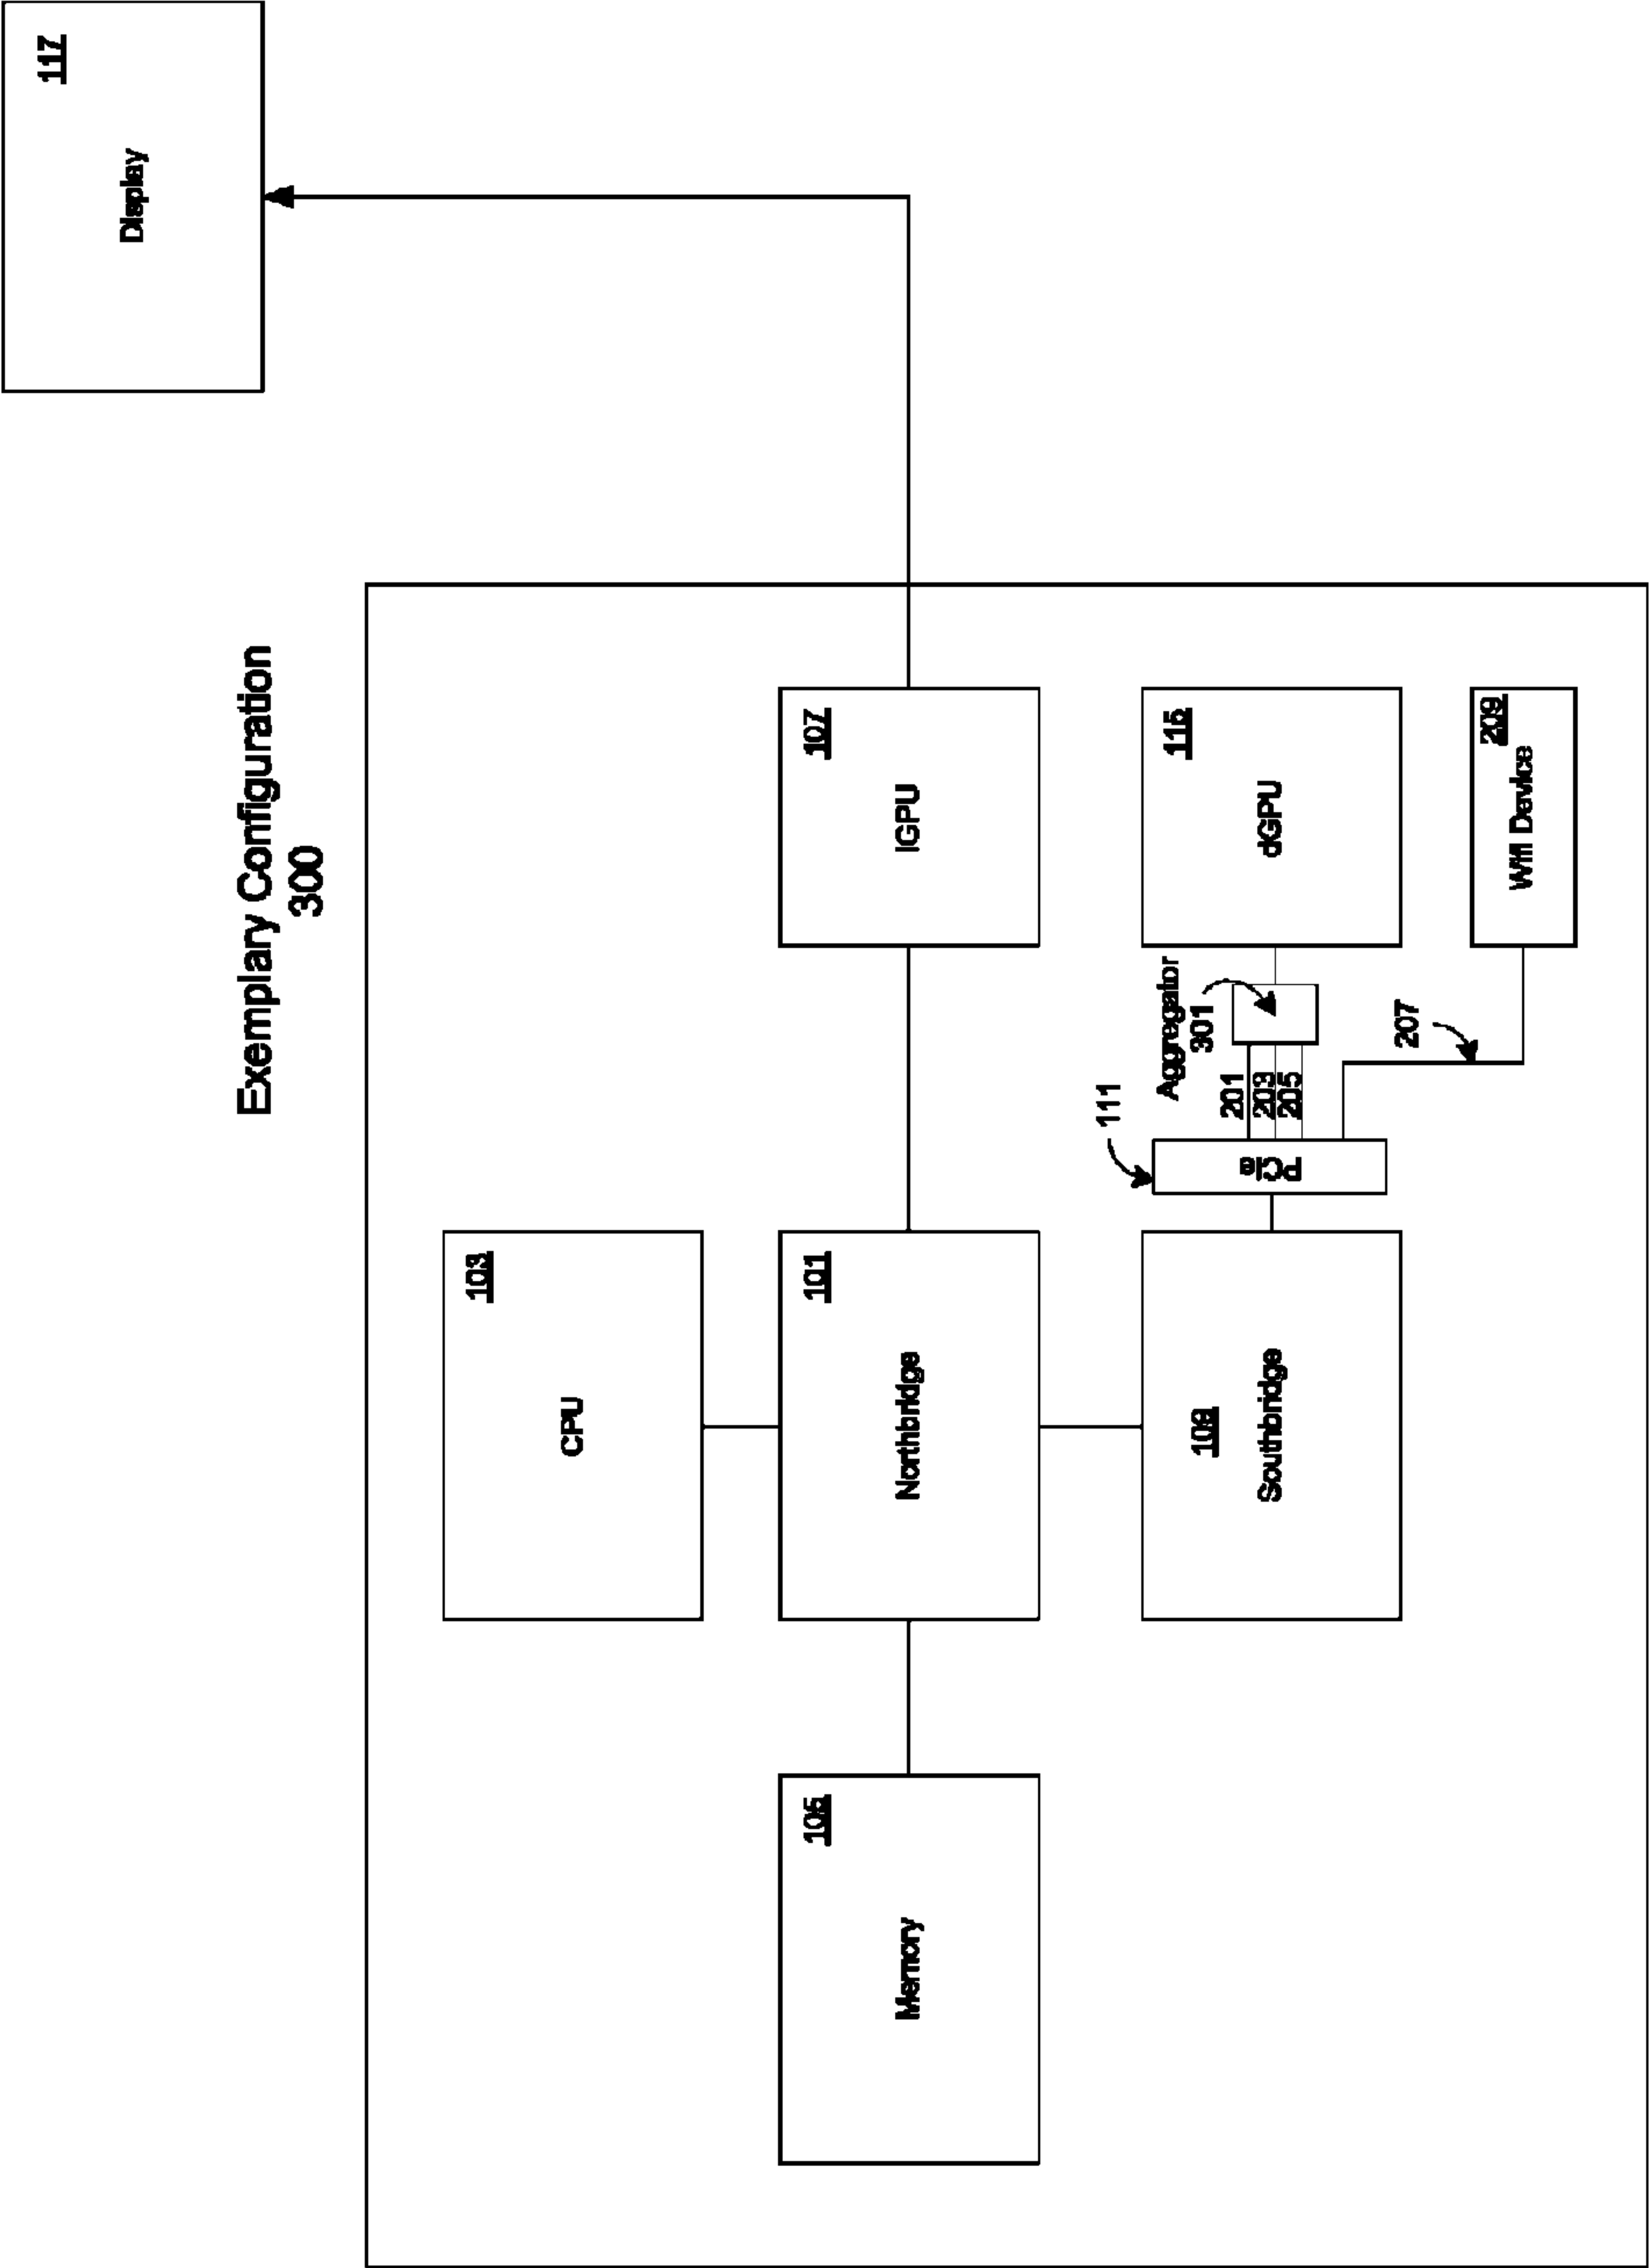 117
Display
Exemplary Configuration
300
103
CPU
105
101
107
Memory
Northbridge
IGPU
111
Aggregator
301
115
109
Southbridge
PCIe
201
203
205
dGPU
207
209
Wifi Device